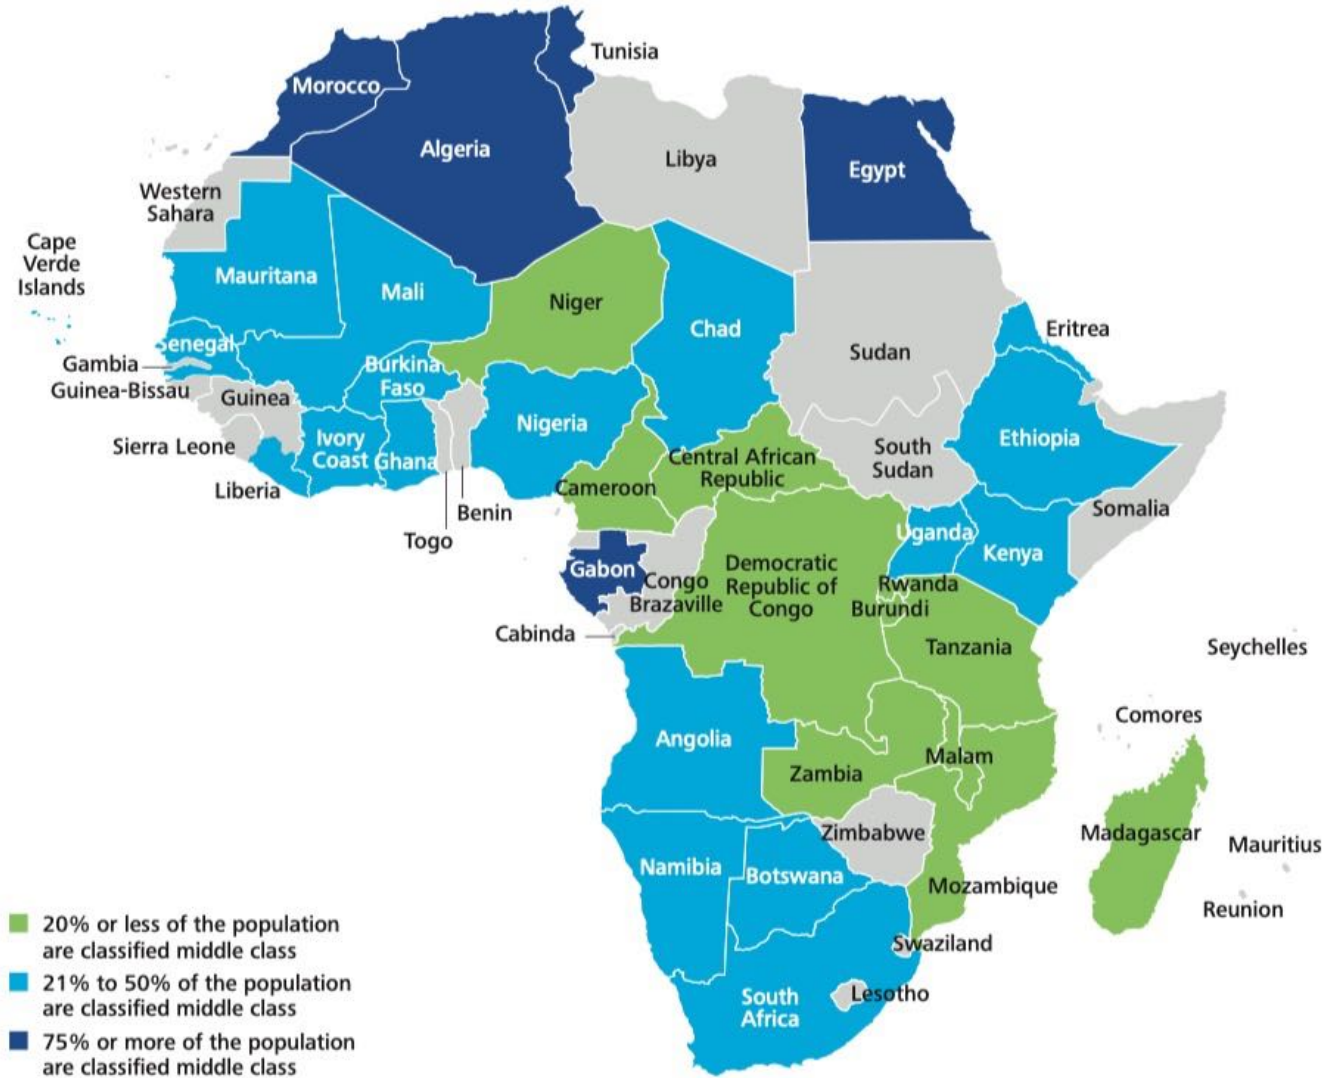 Tunisia
Morocco
Algeria
Libya
Egypt
Western
Sahara
Cape
Verde
Islands
Mauritana
Mali
Niger
Chad
Sudan
Eritrea
Senegal
Gambia
Guinea-Bissau
Guinea
Burkina
Faso
Sierra Leone
Liberia
Ivory
Coast
Ghana
Togo
Benin
Nigeria
Cameroon
Central African
Republic
South
Sudan
Ethiopia
Somalia
Uganda
Kenya
Gabon
Congo
Brazaville
Democratic
Republic of
Congo
Rwanda
Burundi
Cabinda
Tanzania
Seychelles
Comores
Angolia
Zambia
Malam
Zimbabwe
Madagascar
Mauritius
Reunion
Namibia
Botswana
Mozambique
Swaziland
Lesotho
South
Africa
20% or less of the population
are classified middle class
21% to 50% of the population
are classified middle class
75% or more of the population
are classified middle class